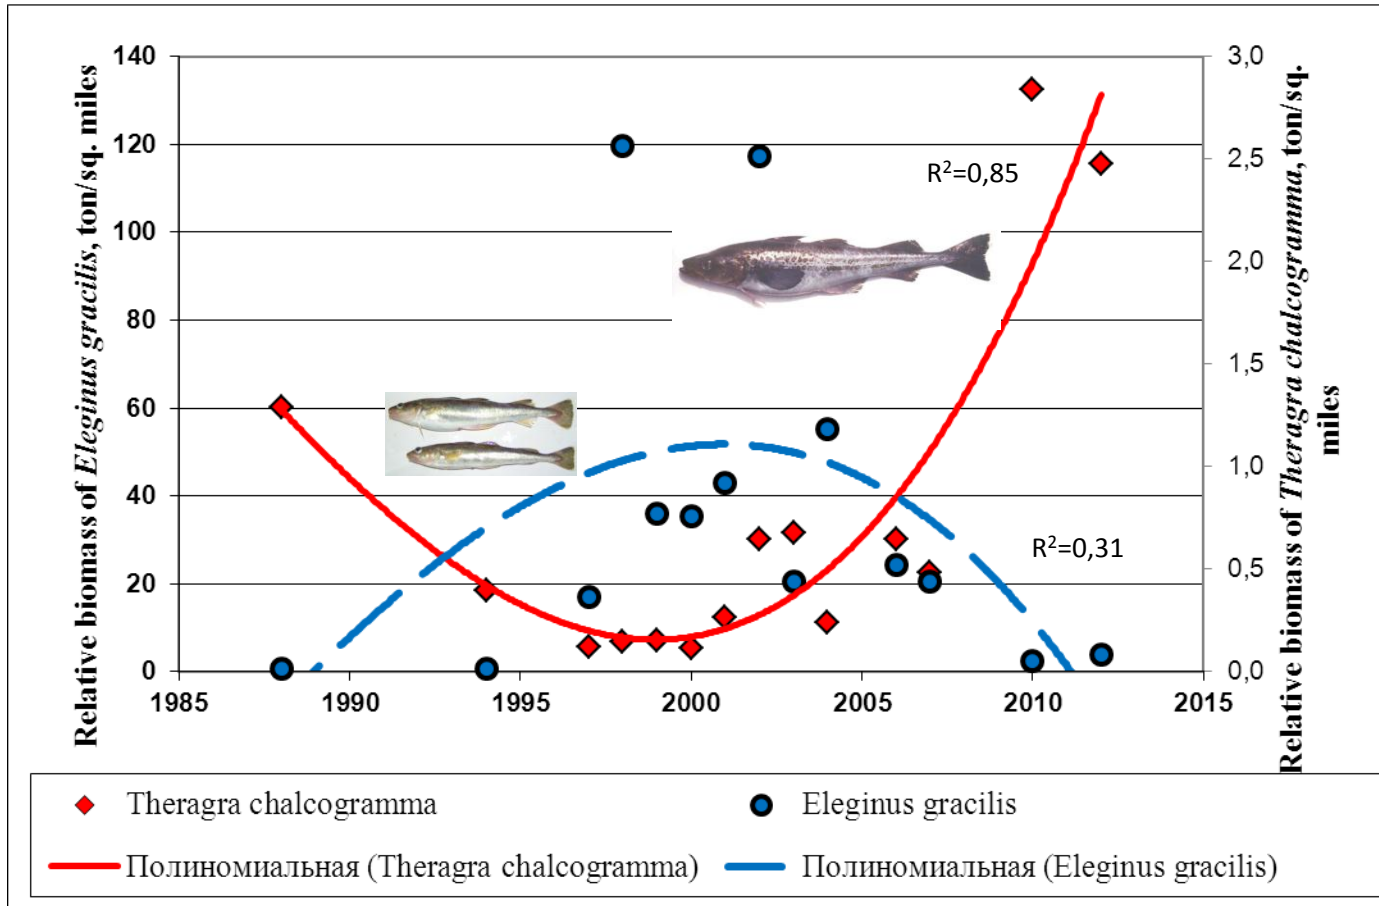 Relative biomass of Eleginus gracilis, ton/sq. miles
140
120
100
80
60
40
20
0
1985 1990 1995 2000 2005 2010 2015
3,0
2,5
2,0
1,5
1,0
0,5
0,0
Relative biomass of Theragra chalcogramma, ton/sq.
miles
R²=0,85
R²=0,31
Theragra chalcogramma
Eleginus gracilis
Полиномиальная (Theragra chalcogramma)
Полиномиальная (Eleginus gracilis)